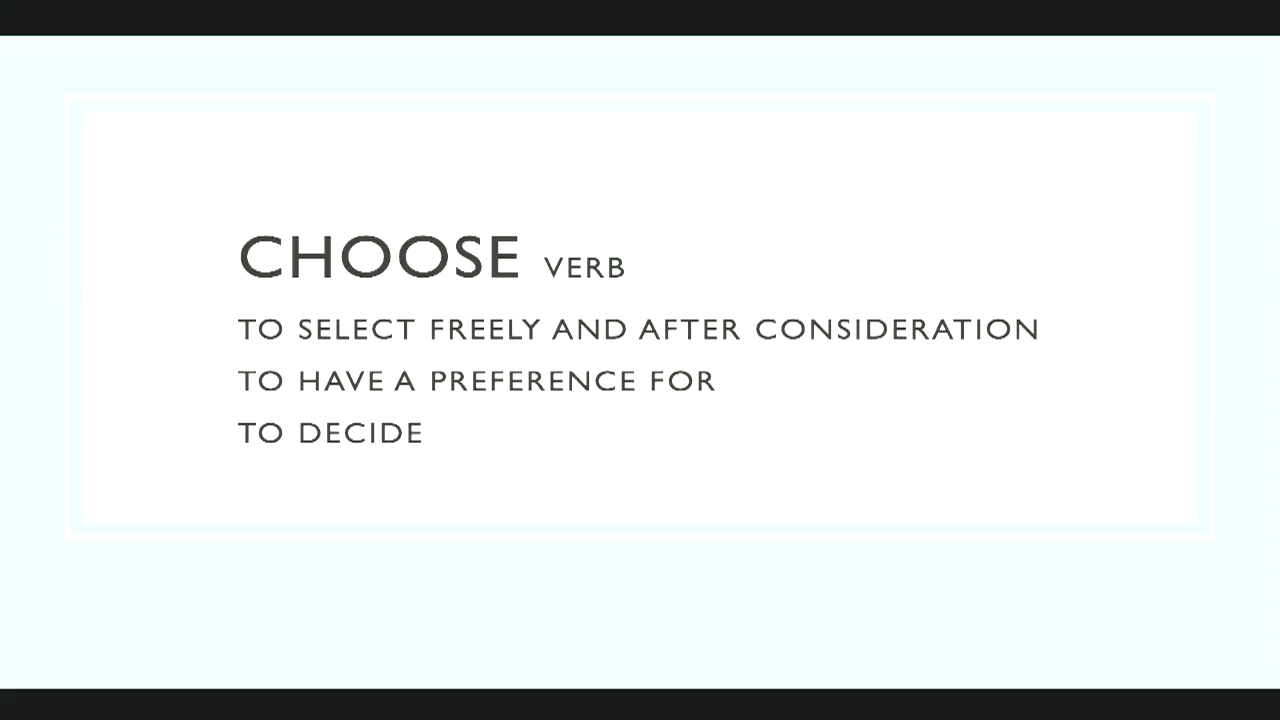 CHOOSE VERB
TO SELECT FREELY AND AFTER CONSIDERATION
TO HAVE A PREFERENCE FOR
TO DECIDE